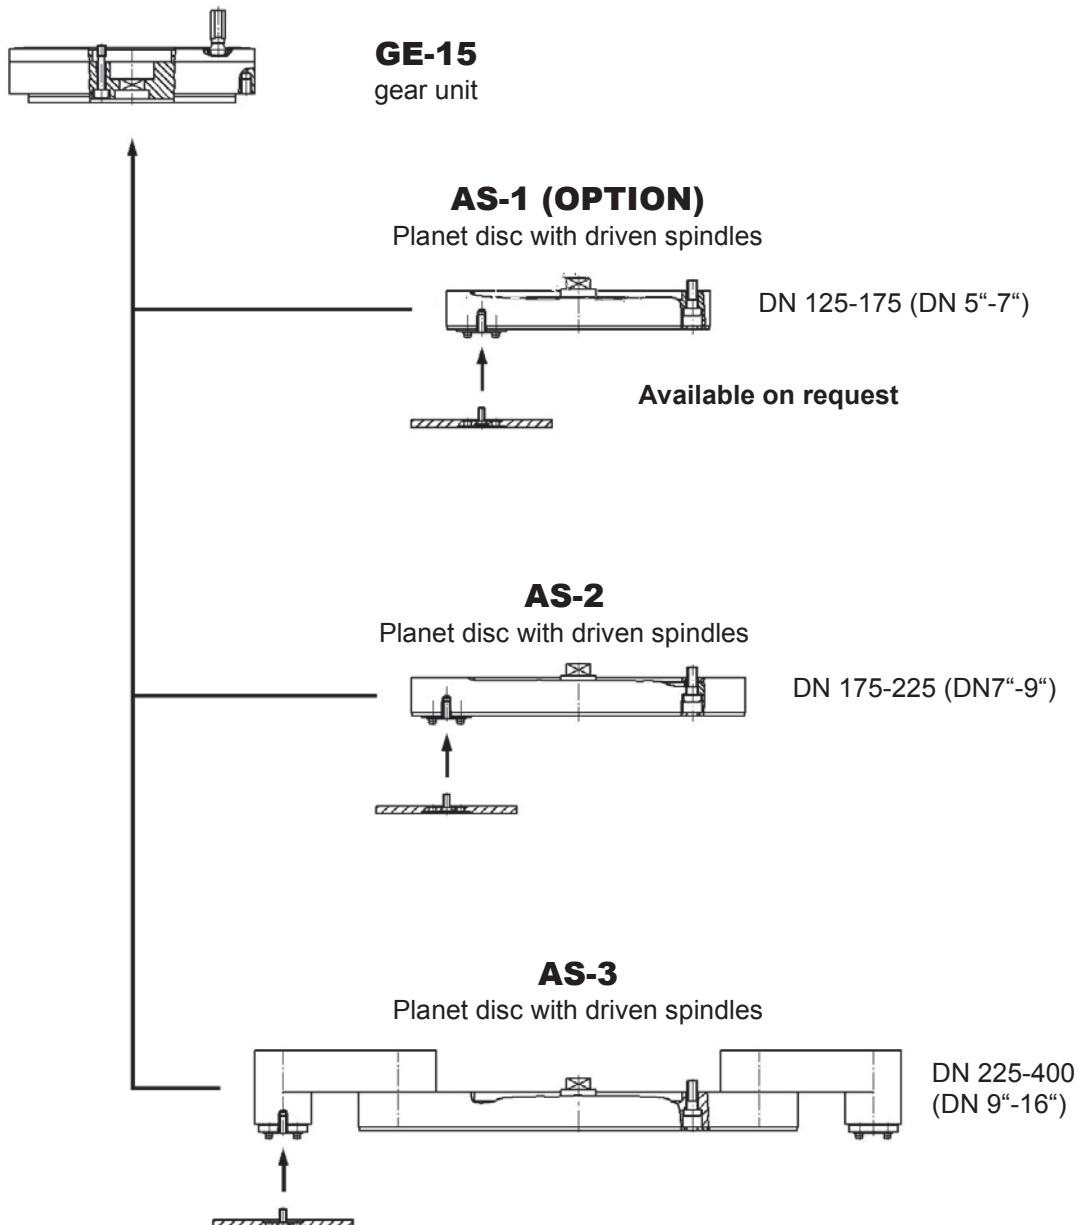 GE-15
gear unit
AS-1 (OPTION)
Planet disc with driven spindles
DN 125-175 (DN 5“-7“)
Available on request
AS-2
Planet disc with driven spindles
DN 175-225 (DN7“-9“)
AS-3
Planet disc with driven spindles
DN 225-400
(DN 9“-16“)